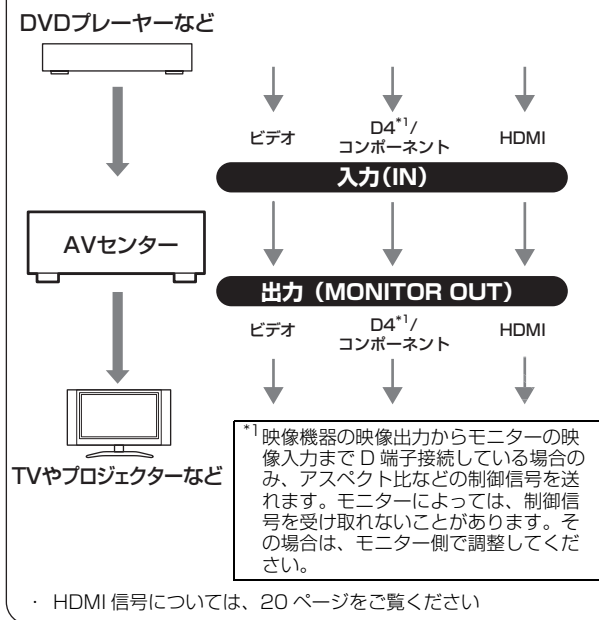 DVDプレーヤーなど
ビデオ
D4*1/
コンポーネント
HDMI
入力(IN)
AVセンター
出力(MONITOR OUT)
ビデオ
D4*1/
コンポーネント
HDMI
TVやプロジェクターなど
*1 映像機器の映像出力からモニターの映
像入力まで D 端子接続している場合の
み、アスペクト比などの制御信号を送
れます。モニターによっては、制御信
号を受け取れないことがあります。そ
の場合は、モニター側で調整してくだ
さい。
· HDMI 信号については、20 ページをご覧ください